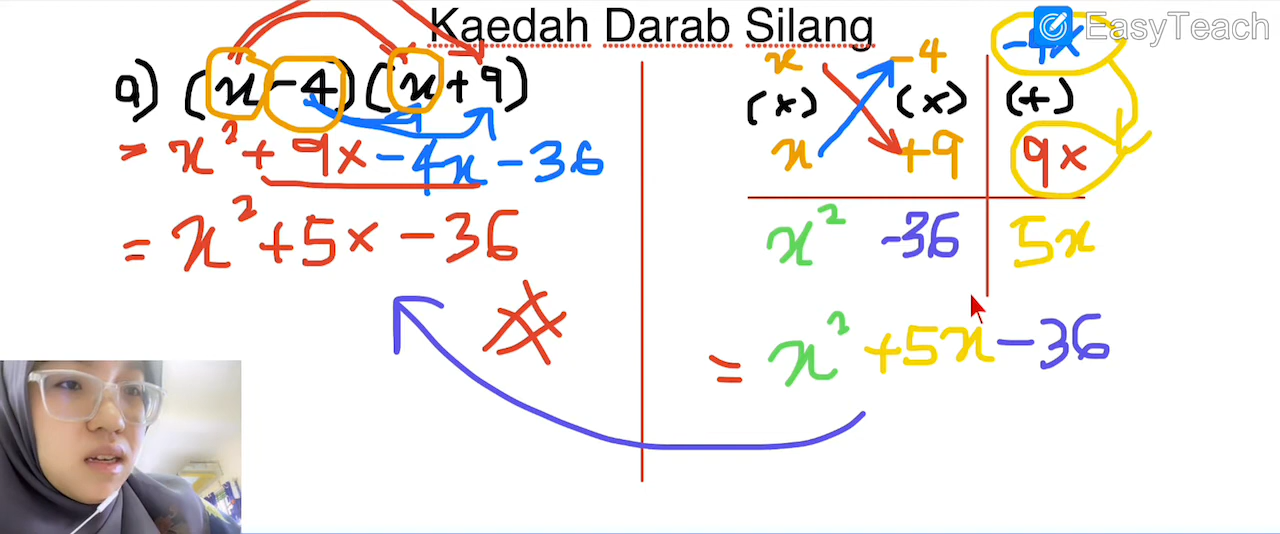 Kaedah Darab Silang
EasyTeach
a) (x-4)(x+9)
= x² + 9x - 4x - 36
= x² + 5x - 36
x -4 -4x
(x) (x) (+)
x +9 9x
x² -36 5x
= x² + 5x - 36